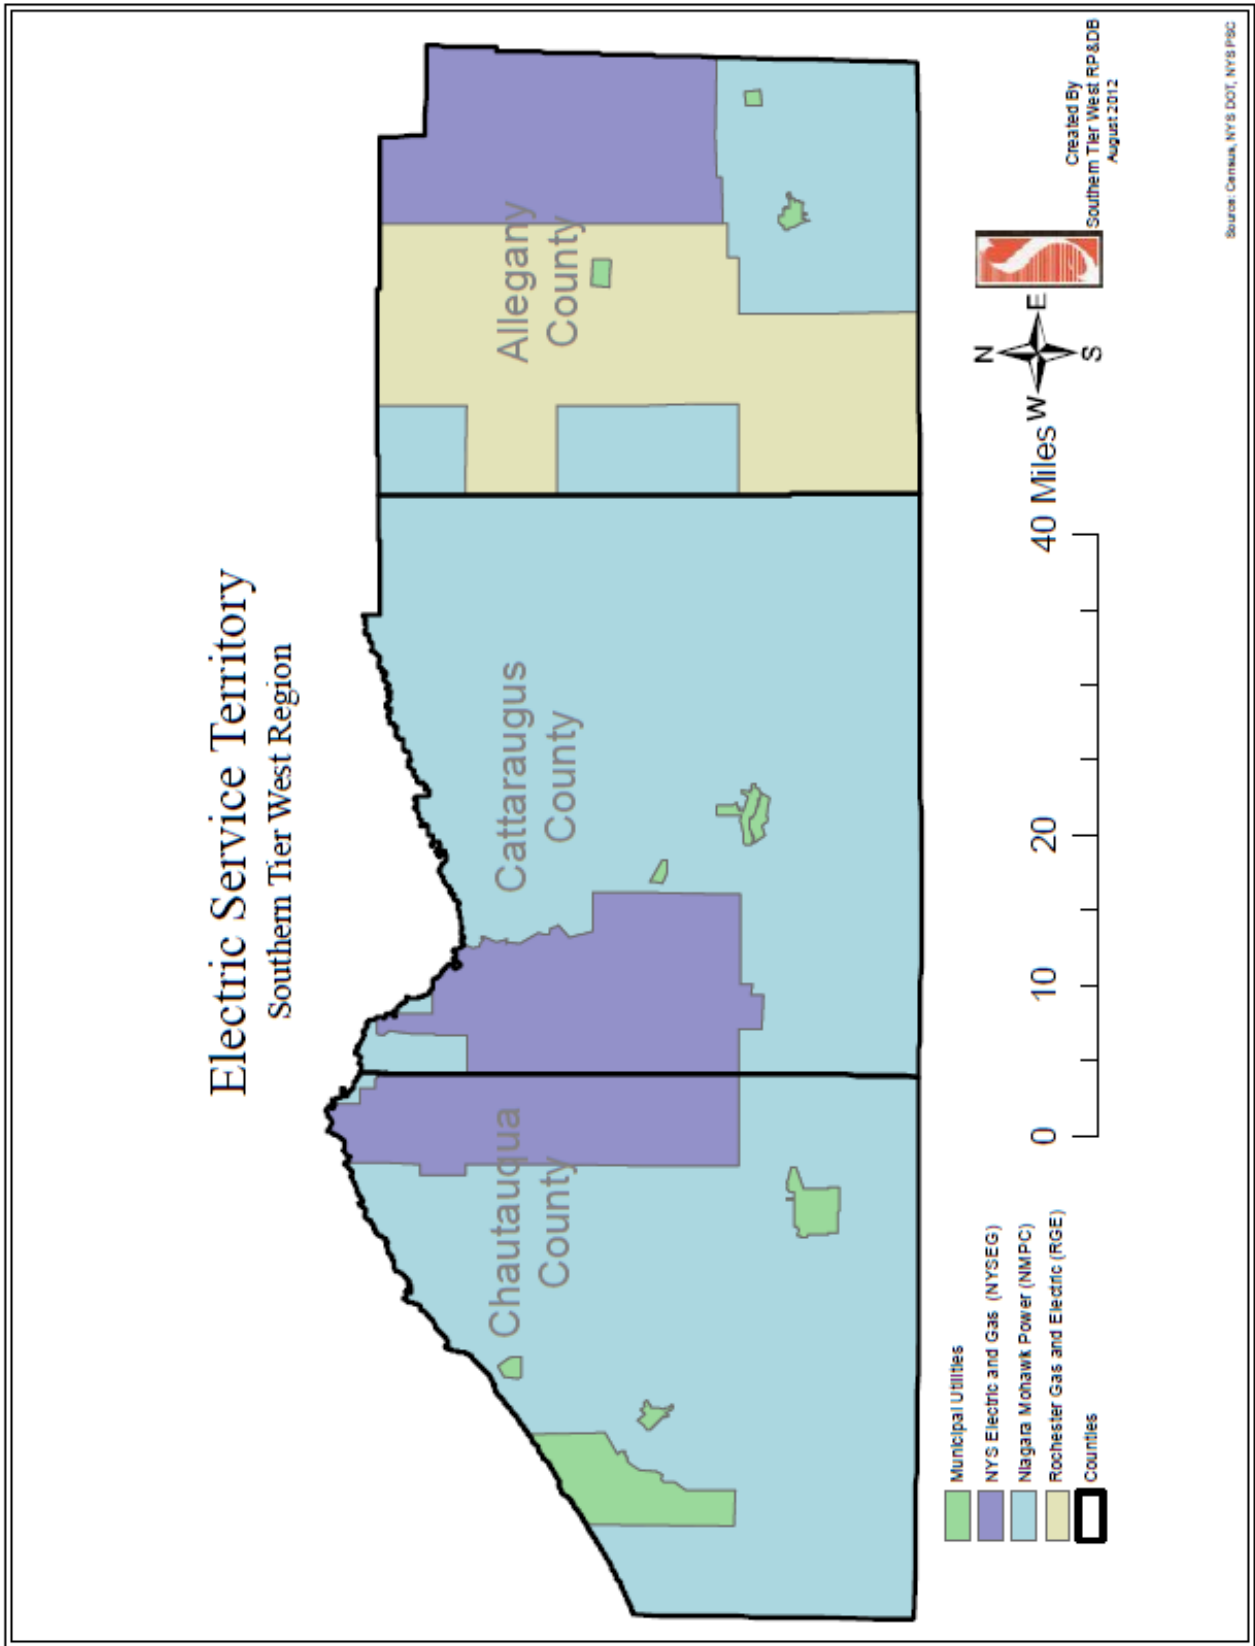 Electric Service Territory
Southern Tier West Region
Chautauqua
County
Cattaraugus
County
Allegany
County
Municipal Utilities
NYS Electric and Gas (NYSEG)
Niagara Mohawk Power (NMPC)
Rochester Gas and Electric (RGE)
Counties
0
10
20
40 Miles
N
W
E
S
Created By
Southern Tier West RP&DB
August 2012
Source: Census, NYS DOT, NYS PSC